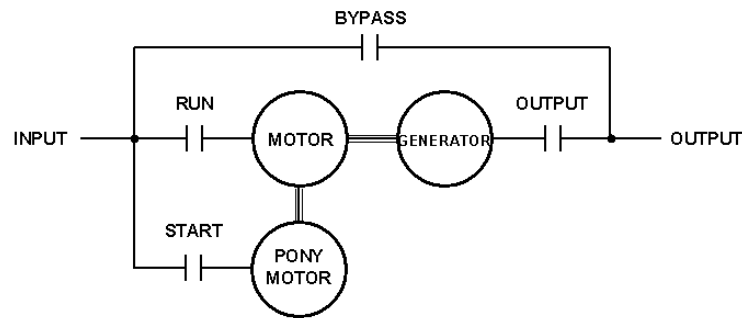 BYPASS
RUN
OUTPUT
INPUT
MOTOR
GENERATOR
OUTPUT
START
PONY
MOTOR